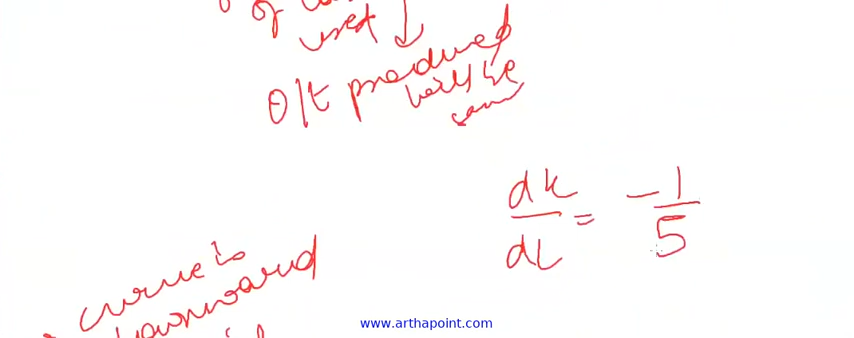 of
used ↓
O/t produced
will be
same
dk/dL = -1/5
curve is
downward
www.arthapoint.com